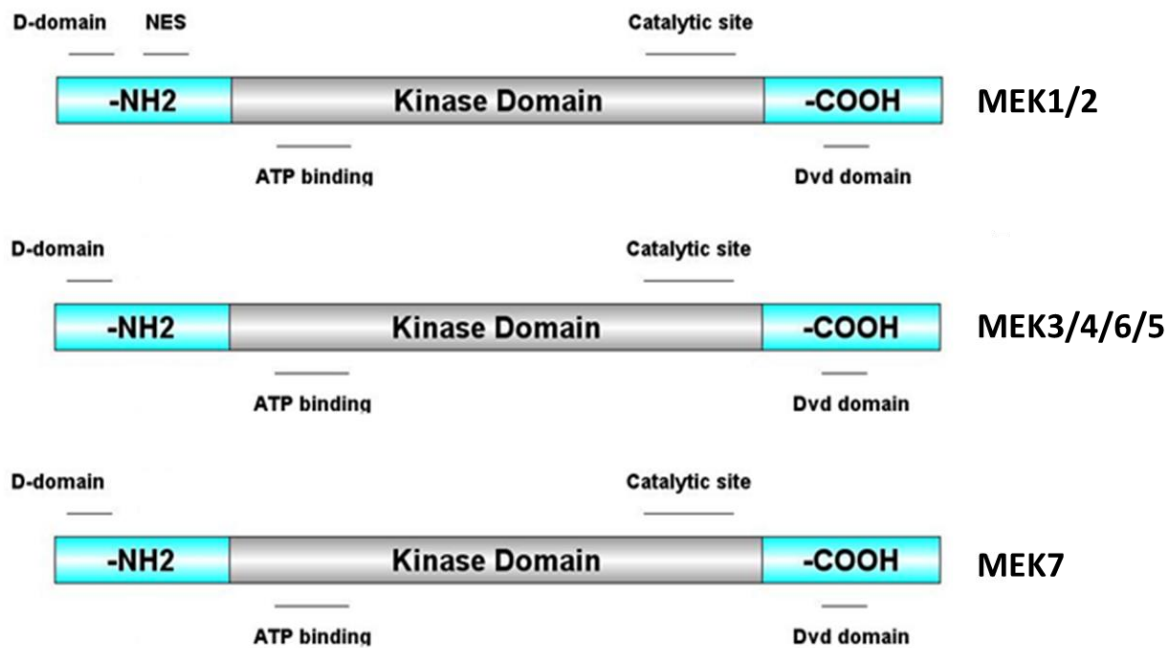 D-domain NES Catalytic site
-NH2 Kinase Domain -COOH MEK1/2
ATP binding Dvd domain
D-domain Catalytic site
-NH2 Kinase Domain -COOH MEK3/4/6/5
ATP binding Dvd domain
D-domain Catalytic site
-NH2 Kinase Domain -COOH MEK7
ATP binding Dvd domain